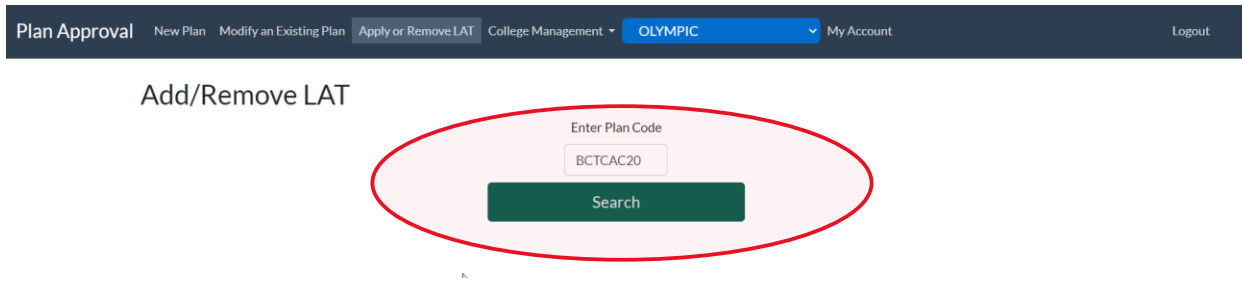 Plan Approval New Plan Modify an Existing Plan Apply or Remove LAT College Management OLYMPIC My Account Logout
Add/Remove LAT
Enter Plan Code
BCTCAC20
Search